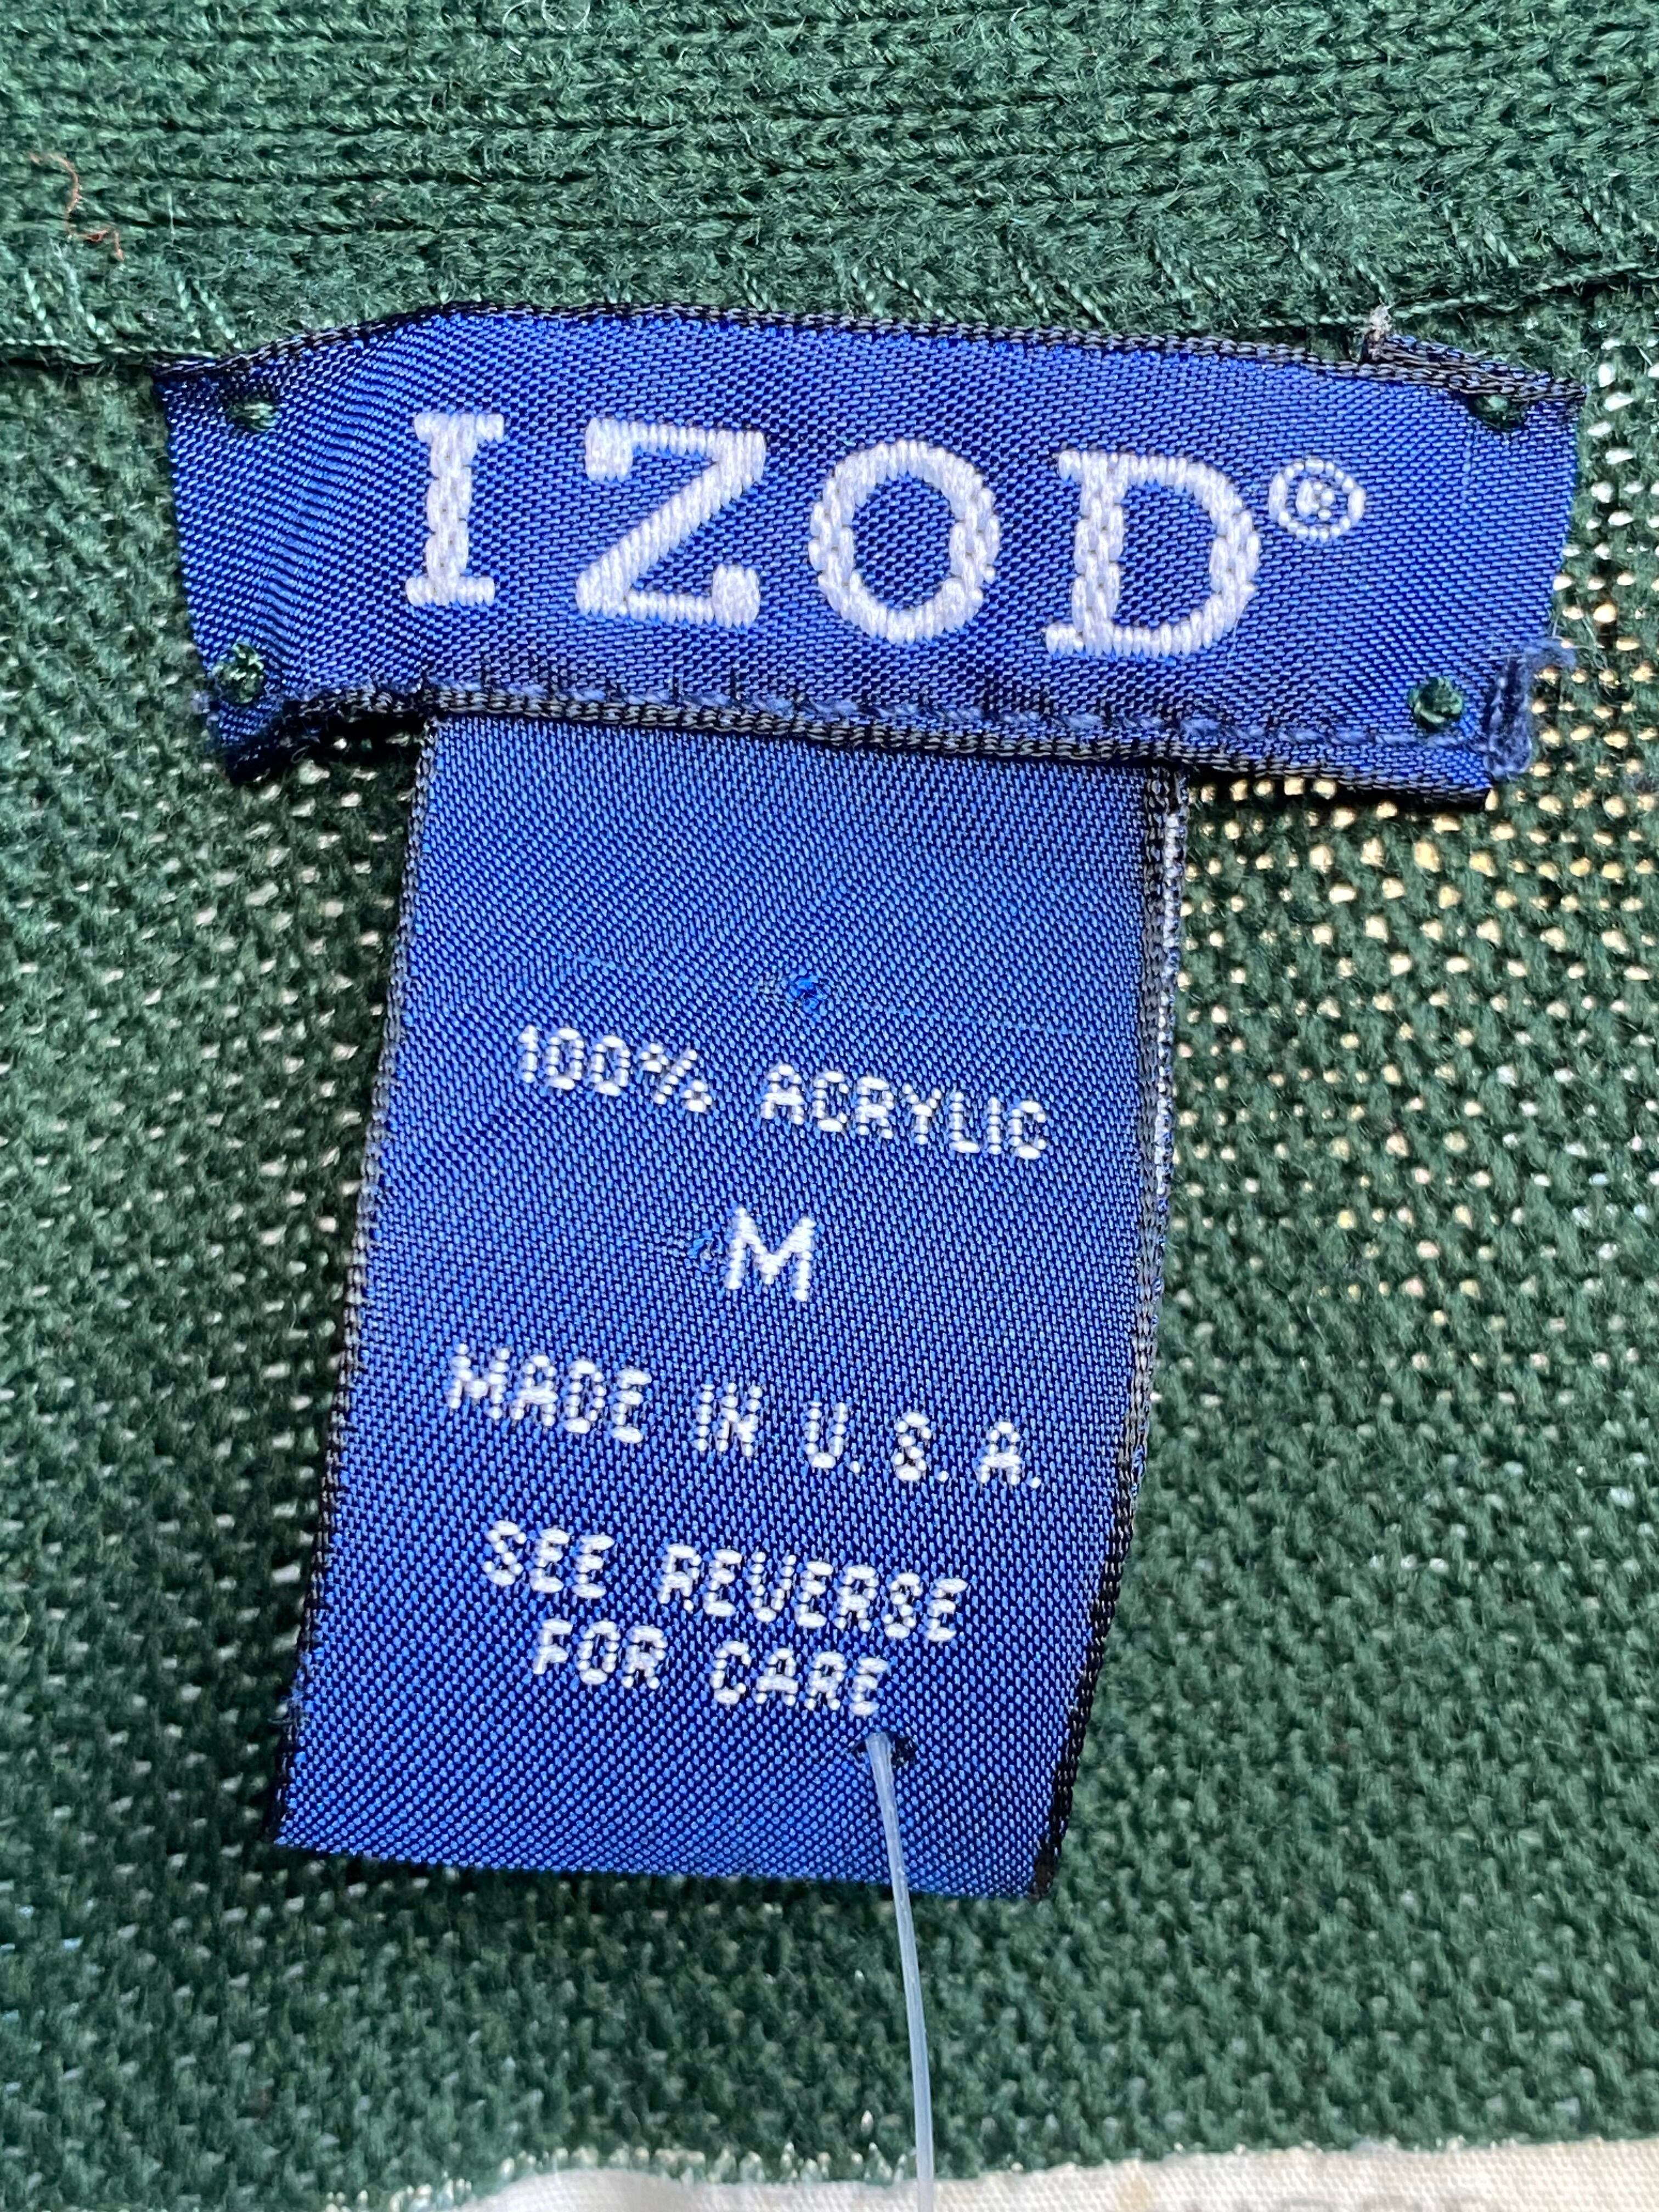 IZOD®
100% ACRYLIC
M
MADE IN U.S.A.
SEE REVERSE
FOR CARE